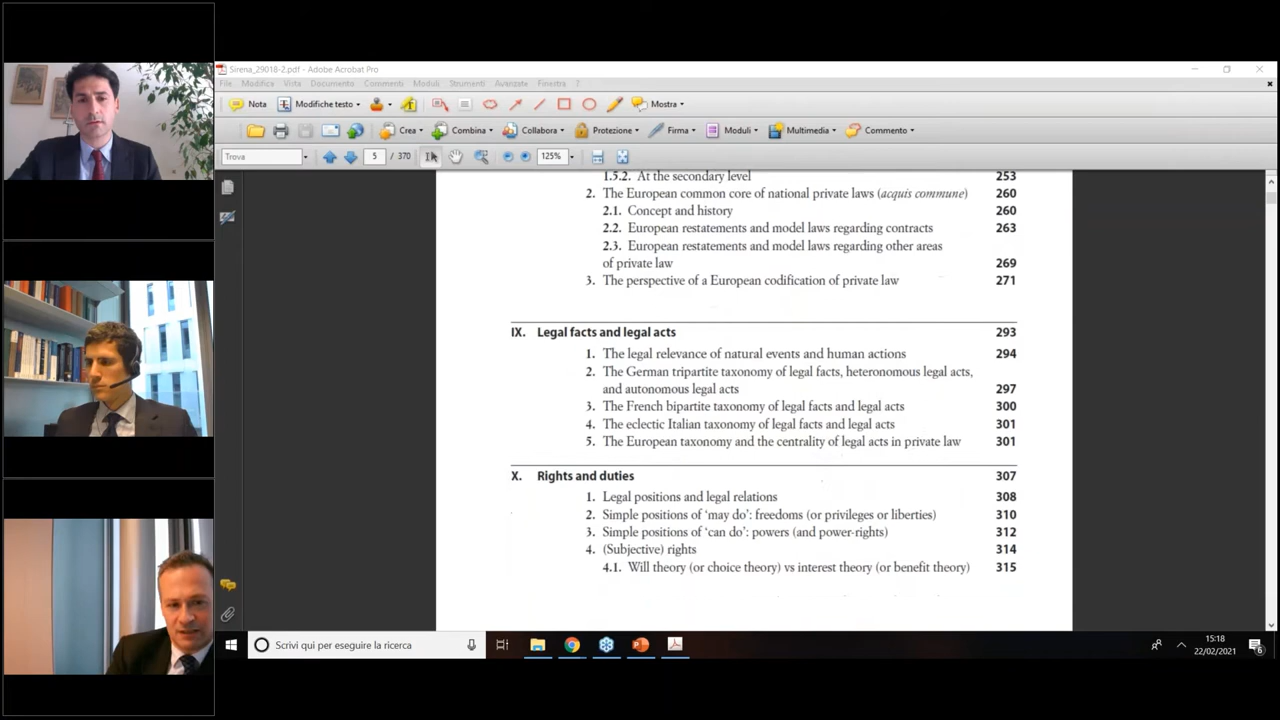 Sirena_29018-2.pdf - Adobe Acrobat Pro
File Modifica Vista Documento Commenti Moduli Strumenti Avanzate Finestra ?
Nota Modifiche testo Mostra
Crea Combina Collabora Protezione Firma Moduli Multimedia Commento
Trova 5 / 370 125%
1.5.2. At the secondary level 253
2. The European common core of national private laws (acquis commune) 260
2.1. Concept and history 260
2.2. European restatements and model laws regarding contracts 263
2.3. European restatements and model laws regarding other areas
of private law 269
3. The perspective of a European codification of private law 271
IX. Legal facts and legal acts 293
1. The legal relevance of natural events and human actions 294
2. The German tripartite taxonomy of legal facts, heteronomous legal acts,
and autonomous legal acts 297
3. The French bipartite taxonomy of legal facts and legal acts 300
4. The eclectic Italian taxonomy of legal facts and legal acts 301
5. The European taxonomy and the centrality of legal acts in private law 301
X. Rights and duties 307
1. Legal positions and legal relations 308
2. Simple positions of ‘may do’: freedoms (or privileges or liberties) 310
3. Simple positions of ‘can do’: powers (and power-rights) 312
4. (Subjective) rights 314
4.1. Will theory (or choice theory) vs interest theory (or benefit theory) 315
Scrivi qui per eseguire la ricerca
15:18
22/02/2021
6